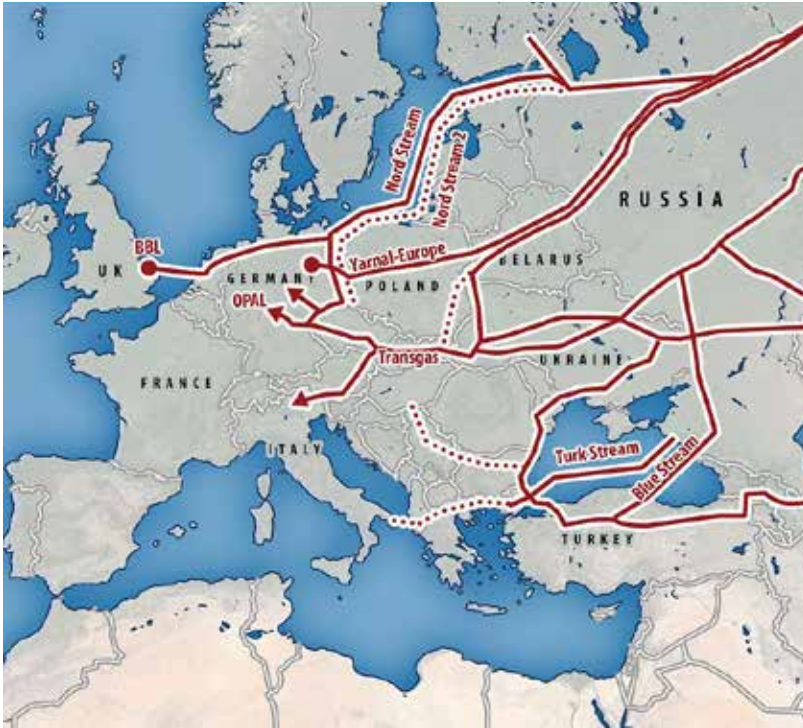 Nord Stream
Nord Stream 2
RUSSIA
BBL
UK
GERMANY
Yarnal-Europe
BELARUS
POLAND
OPAL
Transgas
UKRAINE
FRANCE
ITALY
Turk Stream
Blue Stream
TURKEY